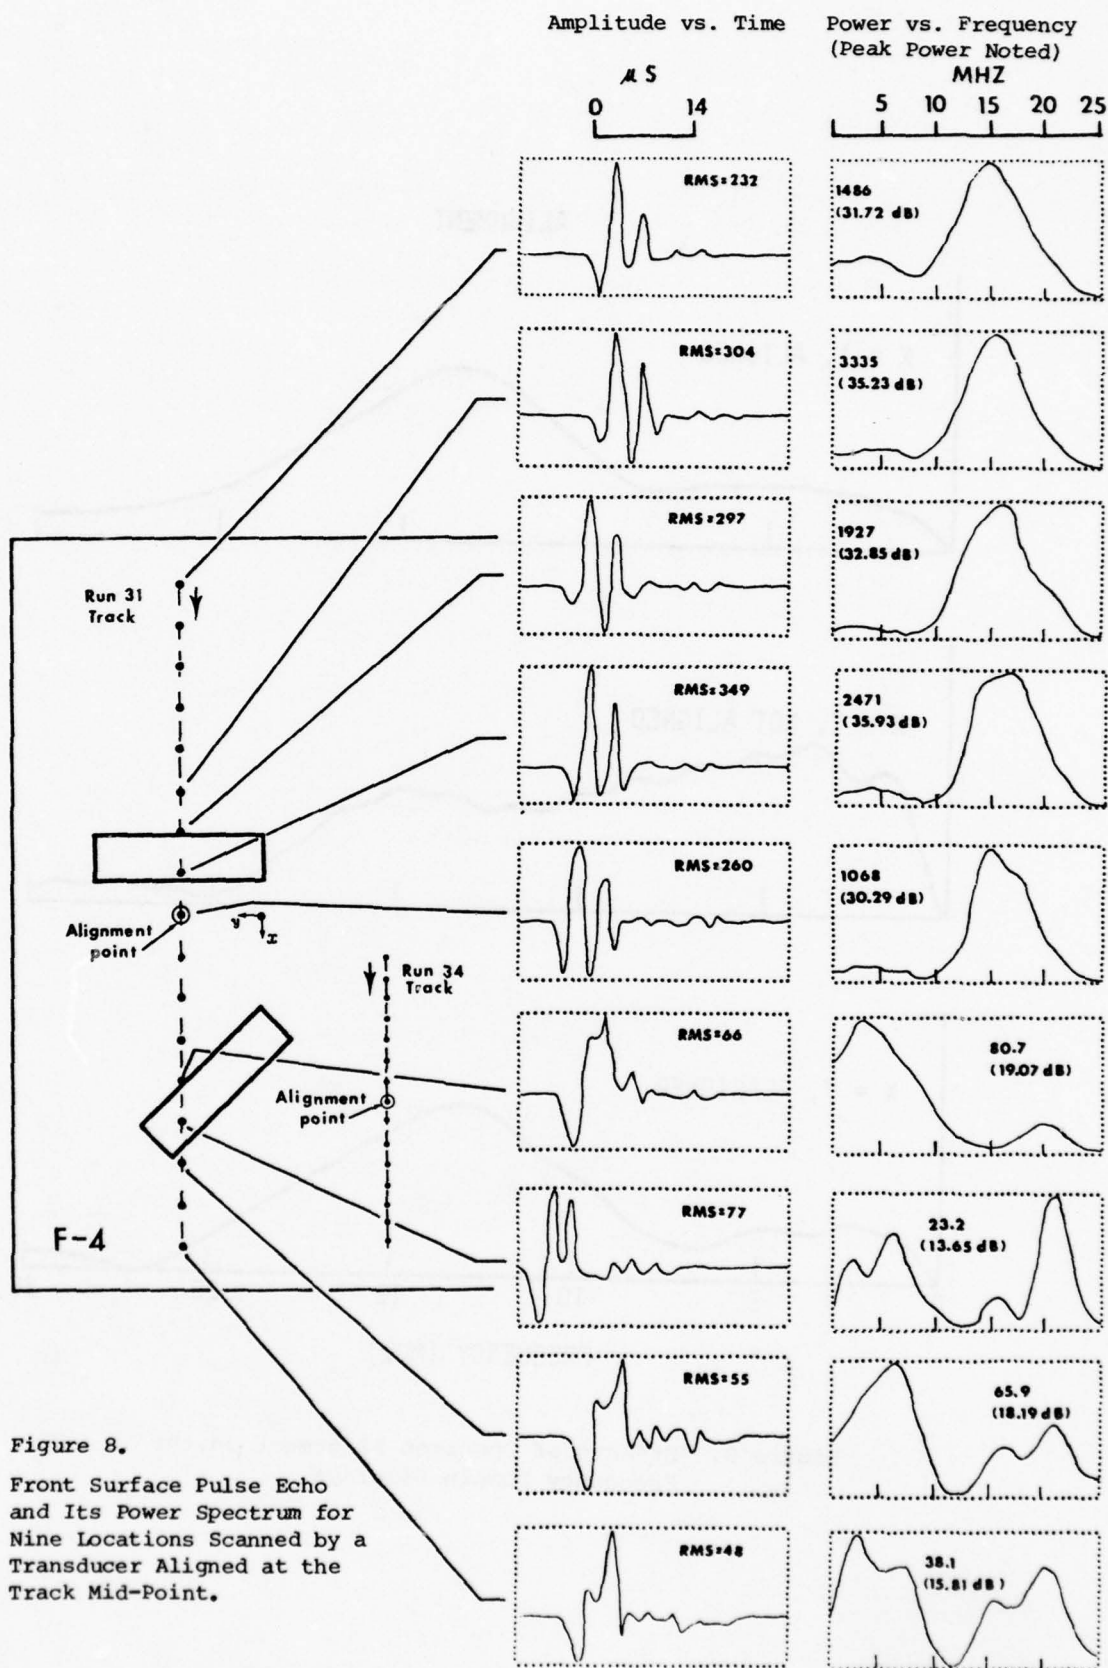 Amplitude vs. Time
Power vs. Frequency
(Peak Power Noted)
μ S
0 14
MHZ
5 10 15 20 25
RMS=232
1486
(31.72 dB)
RMS=304
3335
(35.23 dB)
RMS=297
1927
(32.85 dB)
RMS=349
2471
(35.93 dB)
RMS=260
1068
(30.29 dB)
RMS=66
80.7
(19.07 dB)
RMS=77
23.2
(13.65 dB)
RMS=55
65.9
(18.19 dB)
RMS=48
38.1
(15.81 dB)
Run 31
Track
Alignment
point
y
x
Run 34
Track
Alignment
point
F-4
Figure 8.
Front Surface Pulse Echo
and Its Power Spectrum for
Nine Locations Scanned by a
Transducer Aligned at the
Track Mid-Point.